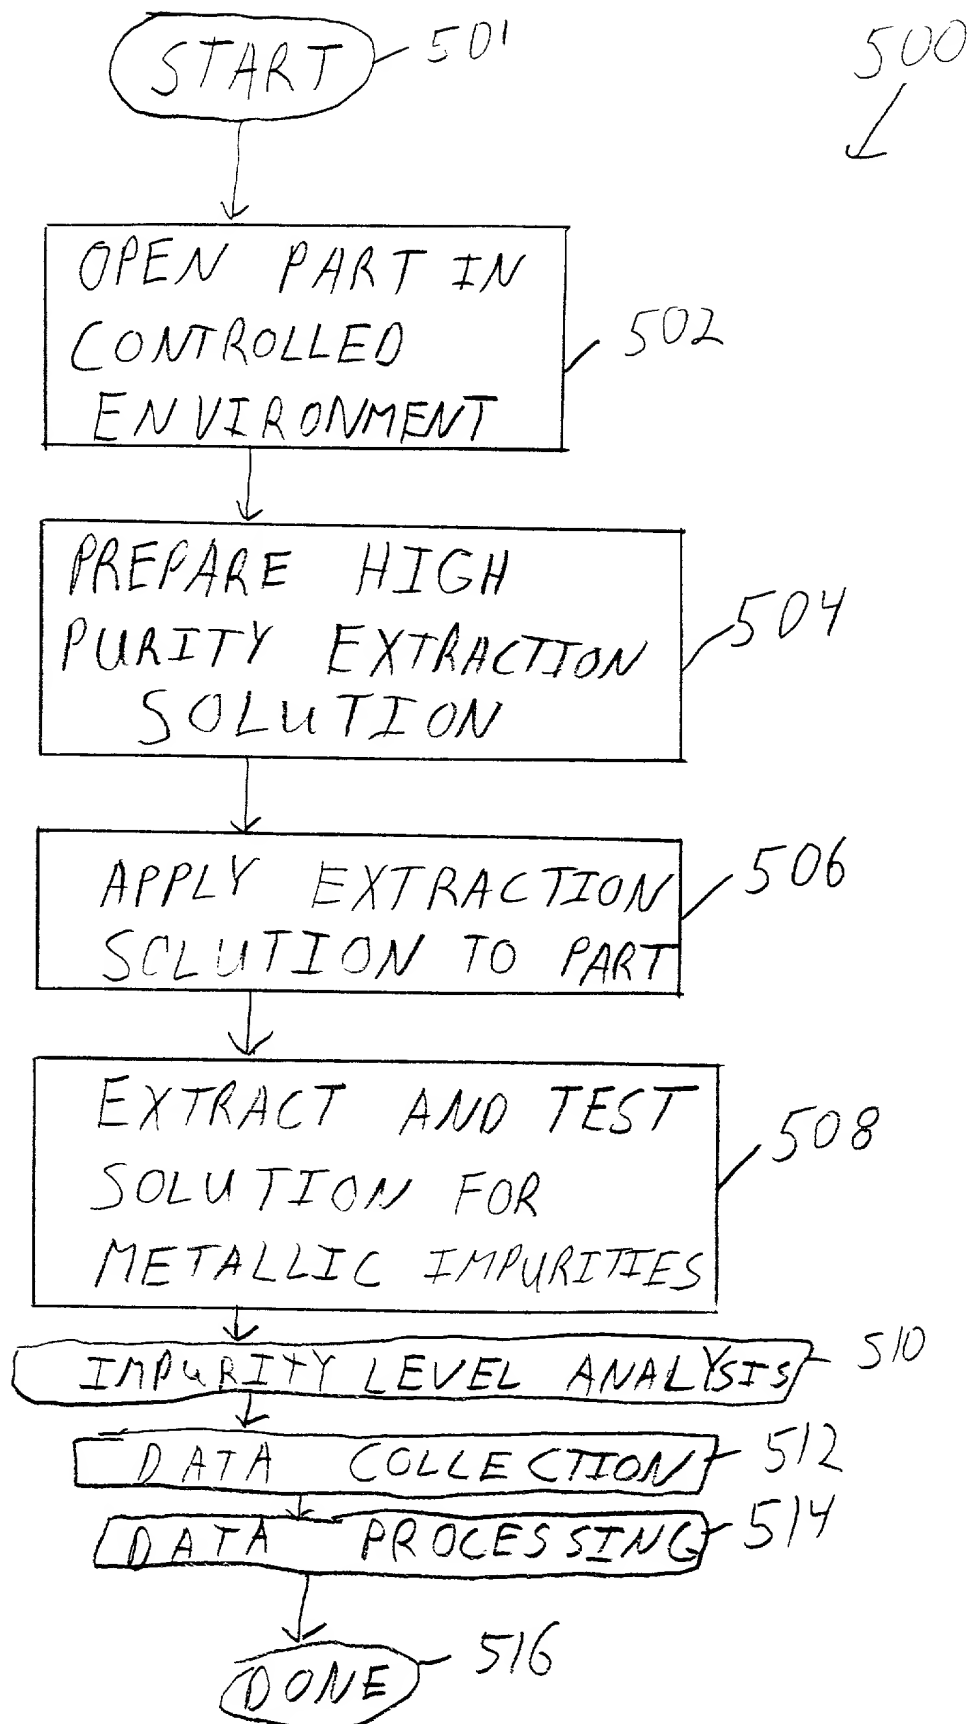 START 501
500
OPEN PART IN
CONTROLLED
ENVIRONMENT
502
PREPARE HIGH
PURITY EXTRACTION
SOLUTION
504
APPLY EXTRACTION
SOLUTION TO PART
506
EXTRACT AND TEST
SOLUTION FOR
METALLIC IMPURITIES
508
IMPURITY LEVEL ANALYSIS 510
DATA COLLECTION 512
DATA PROCESSING 514
DONE 516